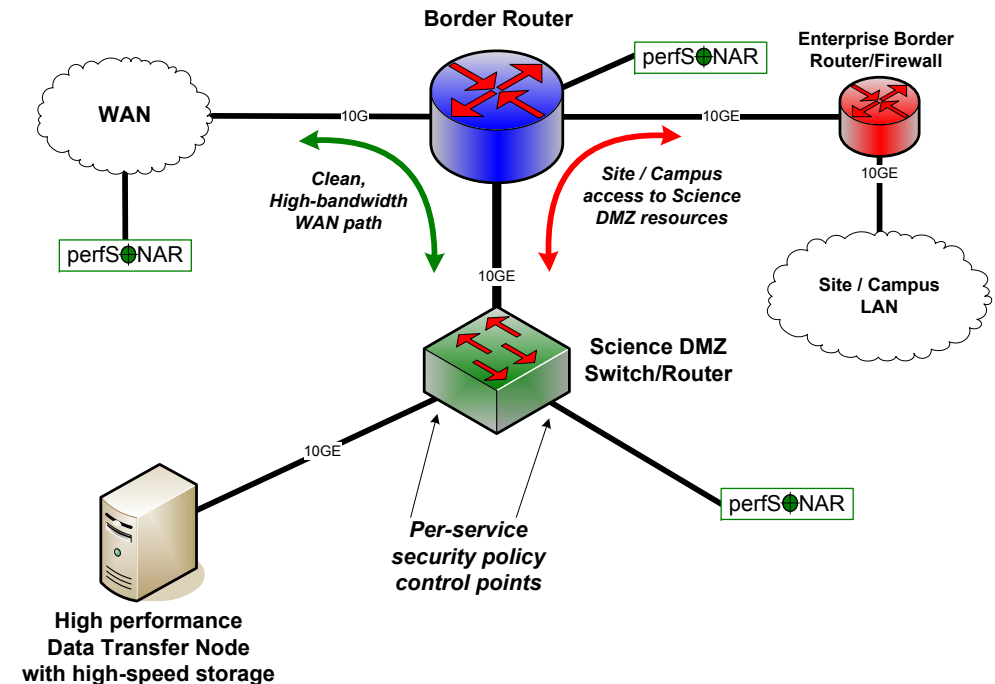 Border Router
perfSONAR
Enterprise Border
Router/Firewall
WAN
10G
10GE
10GE
Clean,
High-bandwidth
WAN path
Site / Campus
access to Science
DMZ resources
perfSONAR
10GE
Site / Campus
LAN
Science DMZ
Switch/Router
10GE
perfSONAR
Per-service
security policy
control points
High performance
Data Transfer Node
with high-speed storage